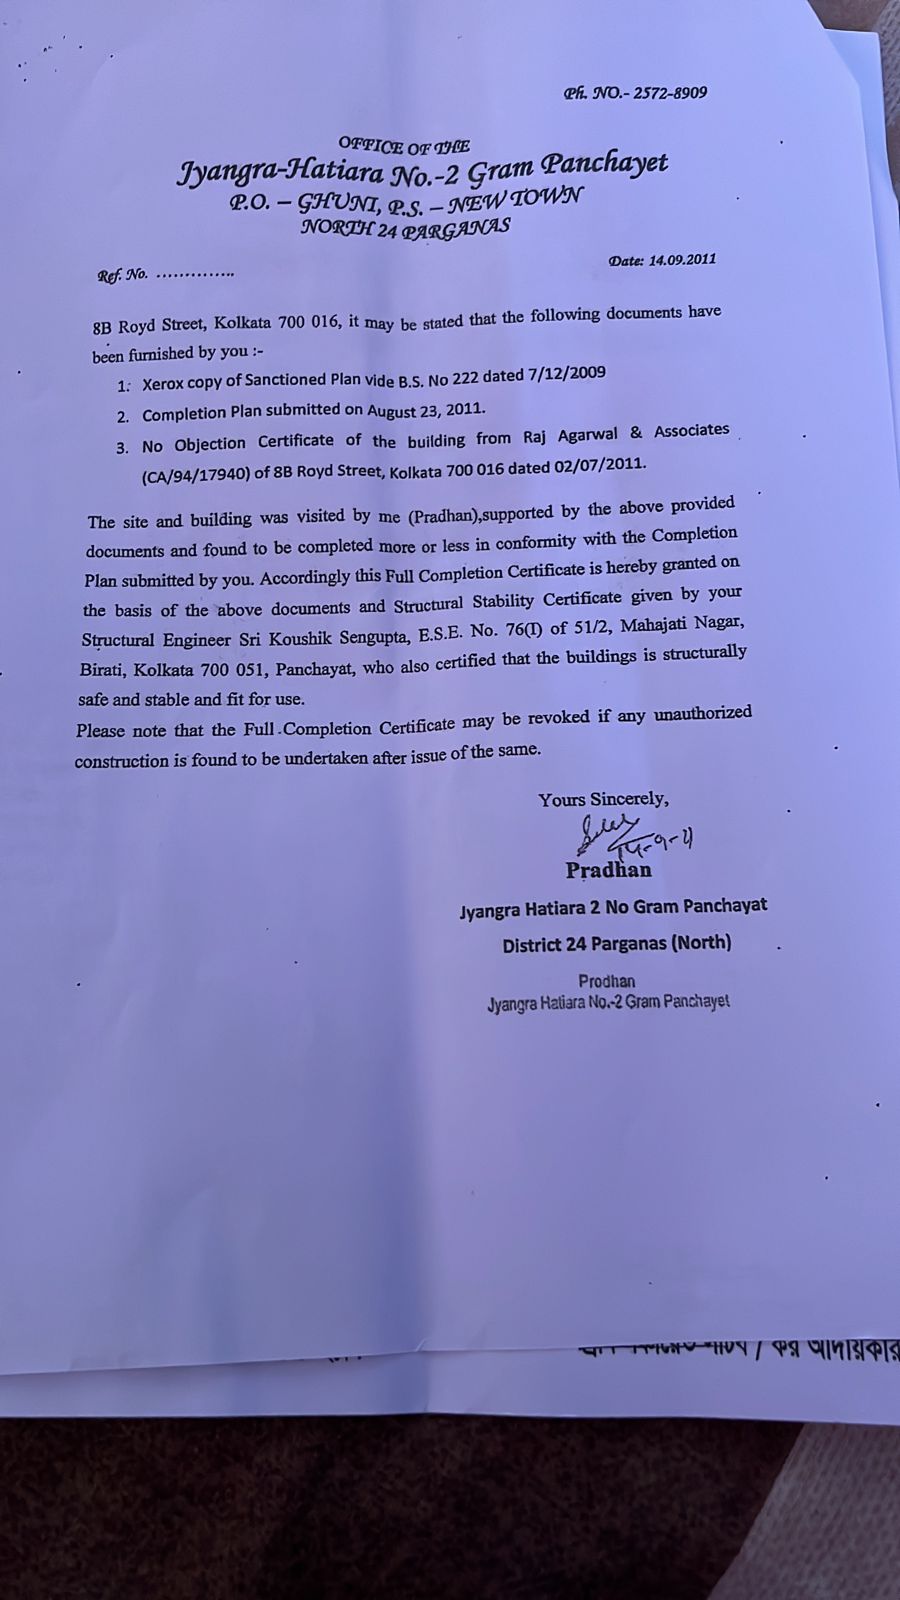 Ph. NO.- 2572-8909
OFFICE OF THE
Jyangra-Hatiara No.-2 Gram Panchayet
P.O. – GHUNI, P.S. – NEW TOWN
NORTH 24 PARGANAS
Ref. No. ..............
Date: 14.09.2011
8B Royd Street, Kolkata 700 016, it may be stated that the following documents have
been furnished by you :-
1. Xerox copy of Sanctioned Plan vide B.S. No 222 dated 7/12/2009
2. Completion Plan submitted on August 23, 2011.
3. No Objection Certificate of the building from Raj Agarwal & Associates
(CA/94/17940) of 8B Royd Street, Kolkata 700 016 dated 02/07/2011.
The site and building was visited by me (Pradhan),supported by the above provided
documents and found to be completed more or less in conformity with the Completion
Plan submitted by you. Accordingly this Full Completion Certificate is hereby granted on
the basis of the above documents and Structural Stability Certificate given by your
Structural Engineer Sri Koushik Sengupta, E.S.E. No. 76(I) of 51/2, Mahajati Nagar,
Birati, Kolkata 700 051, Panchayat, who also certified that the buildings is structurally
safe and stable and fit for use.
Please note that the Full Completion Certificate may be revoked if any unauthorized
construction is found to be undertaken after issue of the same.
Yours Sincerely,
14-9-11
Pradhan
Jyangra Hatiara 2 No Gram Panchayat
District 24 Parganas (North)
Prodhan
Jyangra Hatiara No.-2 Gram Panchayet
/ কর আদায়কার